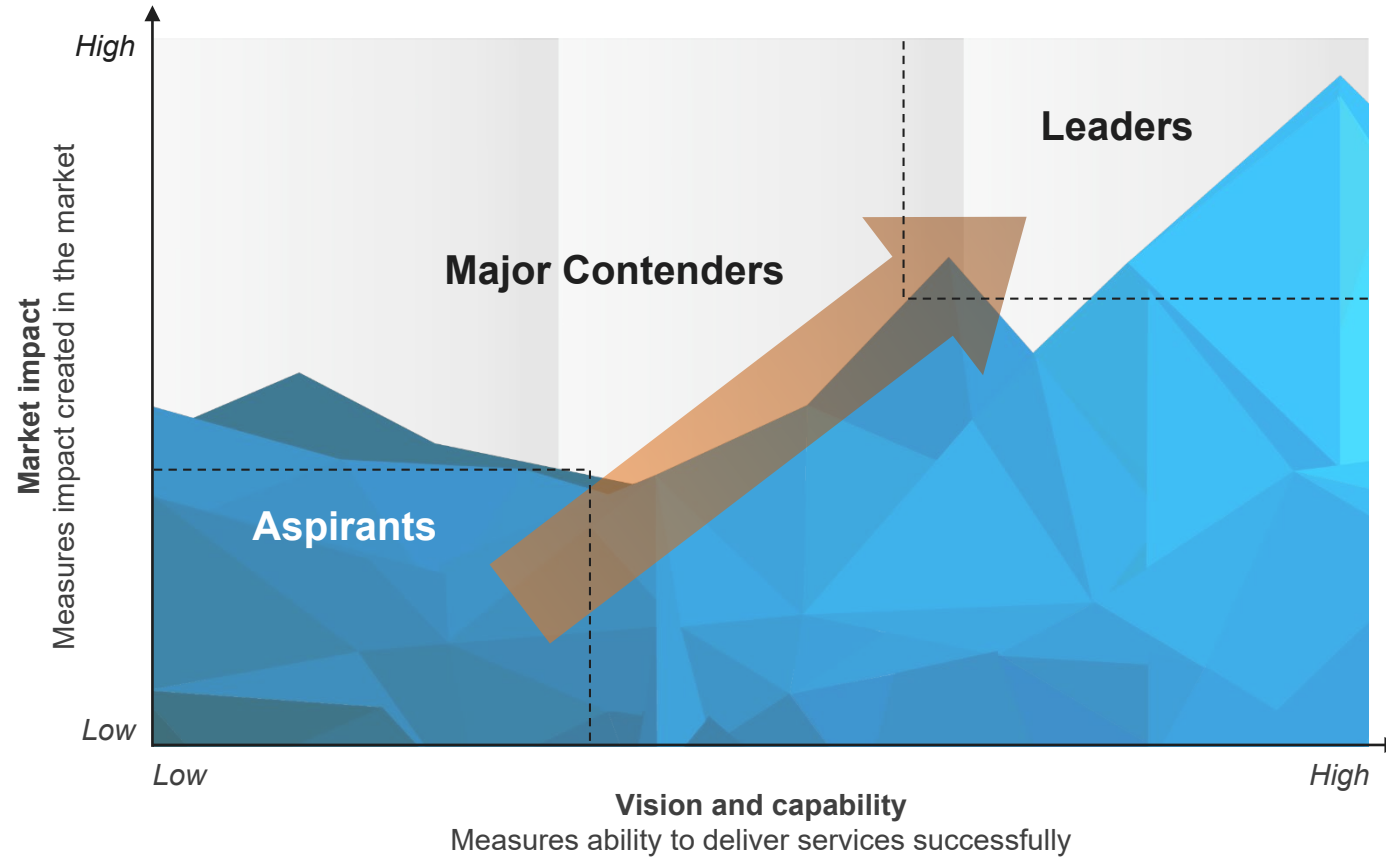 High
Leaders
Major Contenders
Market impact
Measures impact created in the market
Aspirants
Low
Low
High
Vision and capability
Measures ability to deliver services successfully